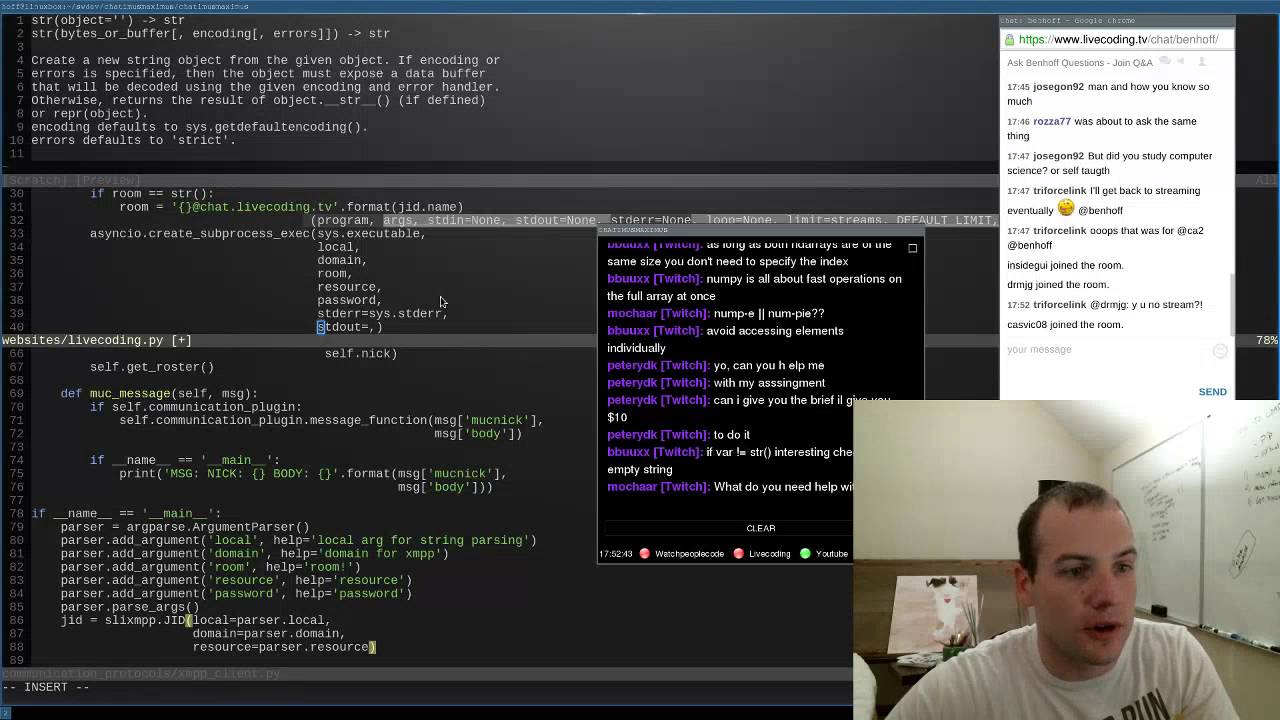 hoff@linuxbox:~/swdev/chatimusmaximus/chatimusmaximus
1 str(object='') -> str
2 str(bytes_or_buffer[, encoding[, errors]]) -> str
3
4 Create a new string object from the given object. If encoding or
5 errors is specified, then the object must expose a data buffer
6 that will be decoded using the given encoding and error handler.
7 Otherwise, returns the result of object.__str__() (if defined)
8 or repr(object).
9 encoding defaults to sys.getdefaultencoding().
10 errors defaults to 'strict'.
11
[Scratch] [Preview] All
30 if room == str():
31 room = '{}@chat.livecoding.tv'.format(jid.name)
32 (program, args, stdin=None, stdout=None, stderr=None, loop=None, limit=streams._DEFAULT_LIMIT,
33 asyncio.create_subprocess_exec(sys.executable,
34 local,
35 domain,
36 room,
37 resource,
38 password,
39 stderr=sys.stderr,
40 stdout=,)
websites/livecoding.py [+] 78%
66 self.nick)
67 self.get_roster()
68
69 def muc_message(self, msg):
70 if self.communication_plugin:
71 self.communication_plugin.message_function(msg['mucnick'],
72 msg['body'])
73
74 if __name__ == '__main__':
75 print('MSG: NICK: {} BODY: {}'.format(msg['mucnick'],
76 msg['body']))
77
78 if __name__ == '__main__':
79 parser = argparse.ArgumentParser()
80 parser.add_argument('local', help='local arg for string parsing')
81 parser.add_argument('domain', help='domain for xmpp')
82 parser.add_argument('room', help='room!')
83 parser.add_argument('resource', help='resource')
84 parser.add_argument('password', help='password')
85 parser.parse_args()
86 jid = slixmpp.JID(local=parser.local,
87 domain=parser.domain,
88 resource=parser.resource)
89
communication_protocols/xmpp_client.py
-- INSERT --
2
CHATIMUSMAXIMUS
bbuuxx [Twitch]: as long as both ndarrays are of the
same size you don't need to specify the index
bbuuxx [Twitch]: numpy is all about fast operations on
the full array at once
mochaar [Twitch]: nump-e || num-pie??
bbuuxx [Twitch]: avoid accessing elements
individually
peterydk [Twitch]: yo, can you h elp me
peterydk [Twitch]: with my asssingment
peterydk [Twitch]: can i give you the brief il give you
$10
peterydk [Twitch]: to do it
bbuuxx [Twitch]: if var != str() interesting che
empty string
mochaar [Twitch]: What do you need help wi
CLEAR
17:52:43 Watchpeoplecode Livecoding Youtube
Chat: benhoff - Google Chrome
https://www.livecoding.tv/chat/benhoff/
Ask Benhoff Questions - Join Q&A
17:45 josegon92 man and how you know so
much
17:46 rozza77 was about to ask the same
thing
17:47 josegon92 But did you study computer
science? or self taugth
17:47 triforcelink I'll get back to streaming
eventually @benhoff
17:47 triforcelink ooops that was for @ca2
@benhoff
insidegui joined the room.
drmjg joined the room.
17:52 triforcelink @drmjg: y u no stream?!
casvic08 joined the room.
your message
SEND
RUN